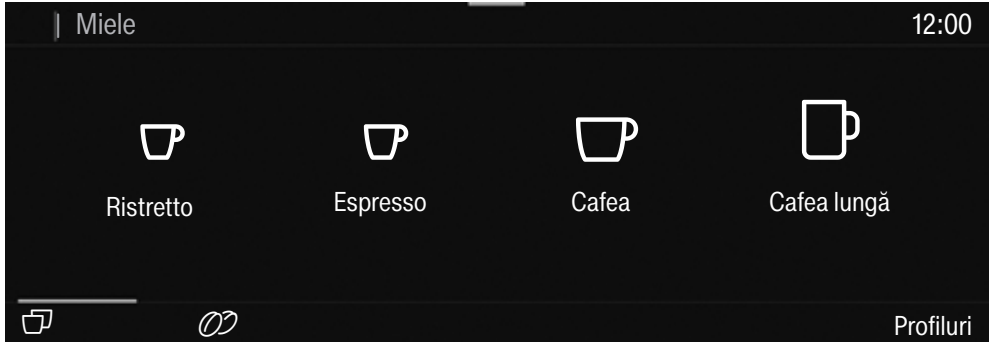 | Miele
12:00
Ristretto
Espresso
Cafea
Cafea lungă
Profiluri